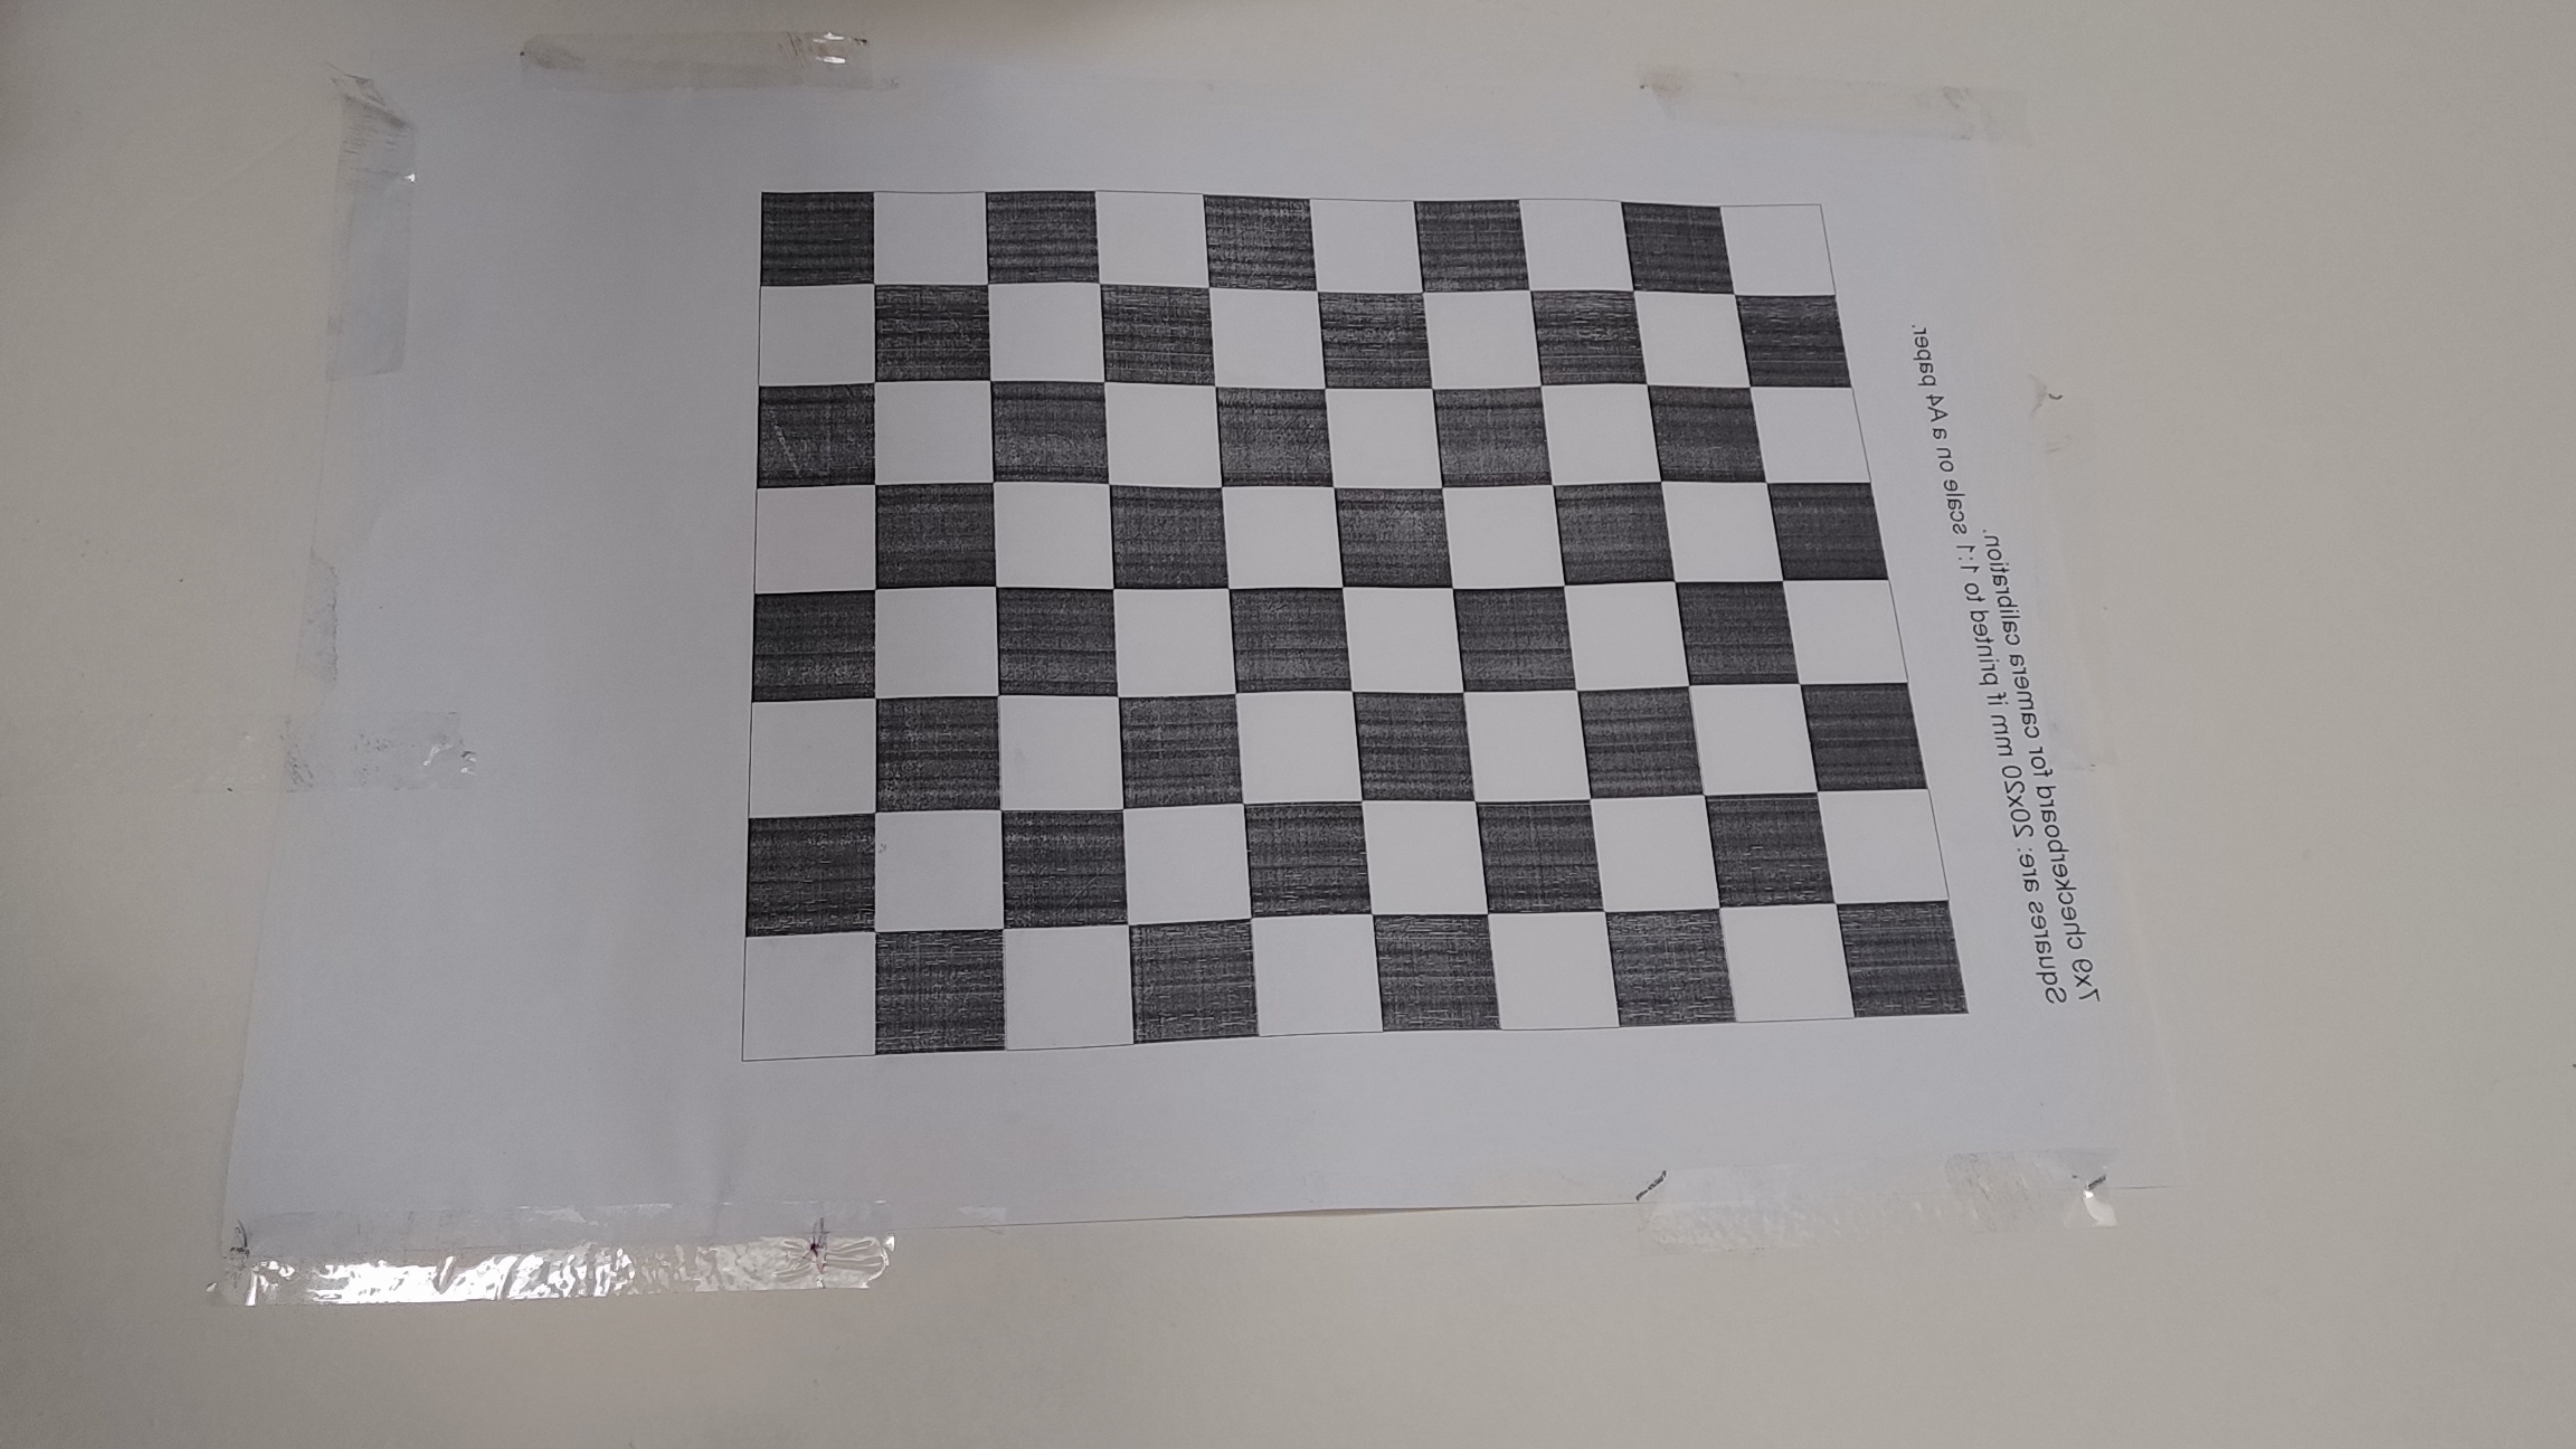 7x9 checkerboard for camera calibration.
Squares are: 20x20 mm if printed to 1:1 scale on a A4 paper.